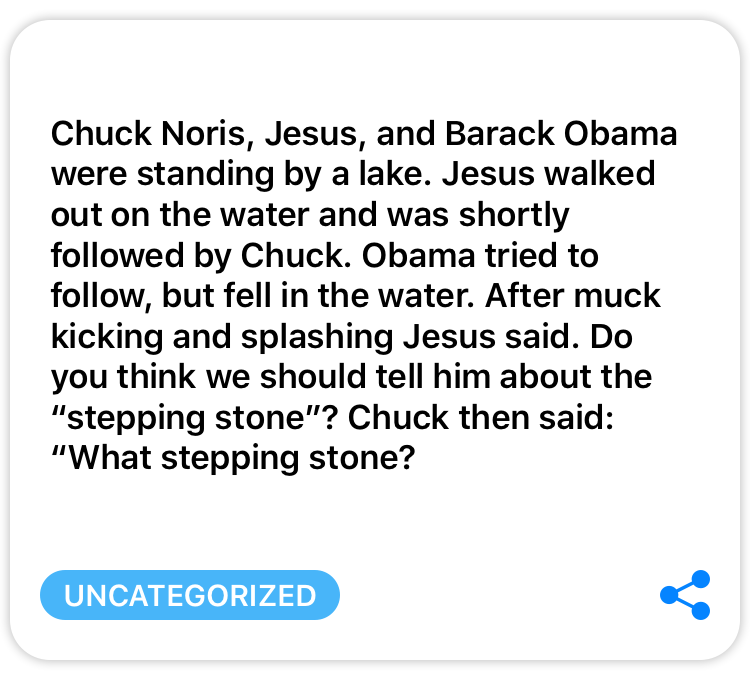 Chuck Noris, Jesus, and Barack Obama
were standing by a lake. Jesus walked
out on the water and was shortly
followed by Chuck. Obama tried to
follow, but fell in the water. After muck
kicking and splashing Jesus said. Do
you think we should tell him about the
“stepping stone”? Chuck then said:
“What stepping stone?
UNCATEGORIZED